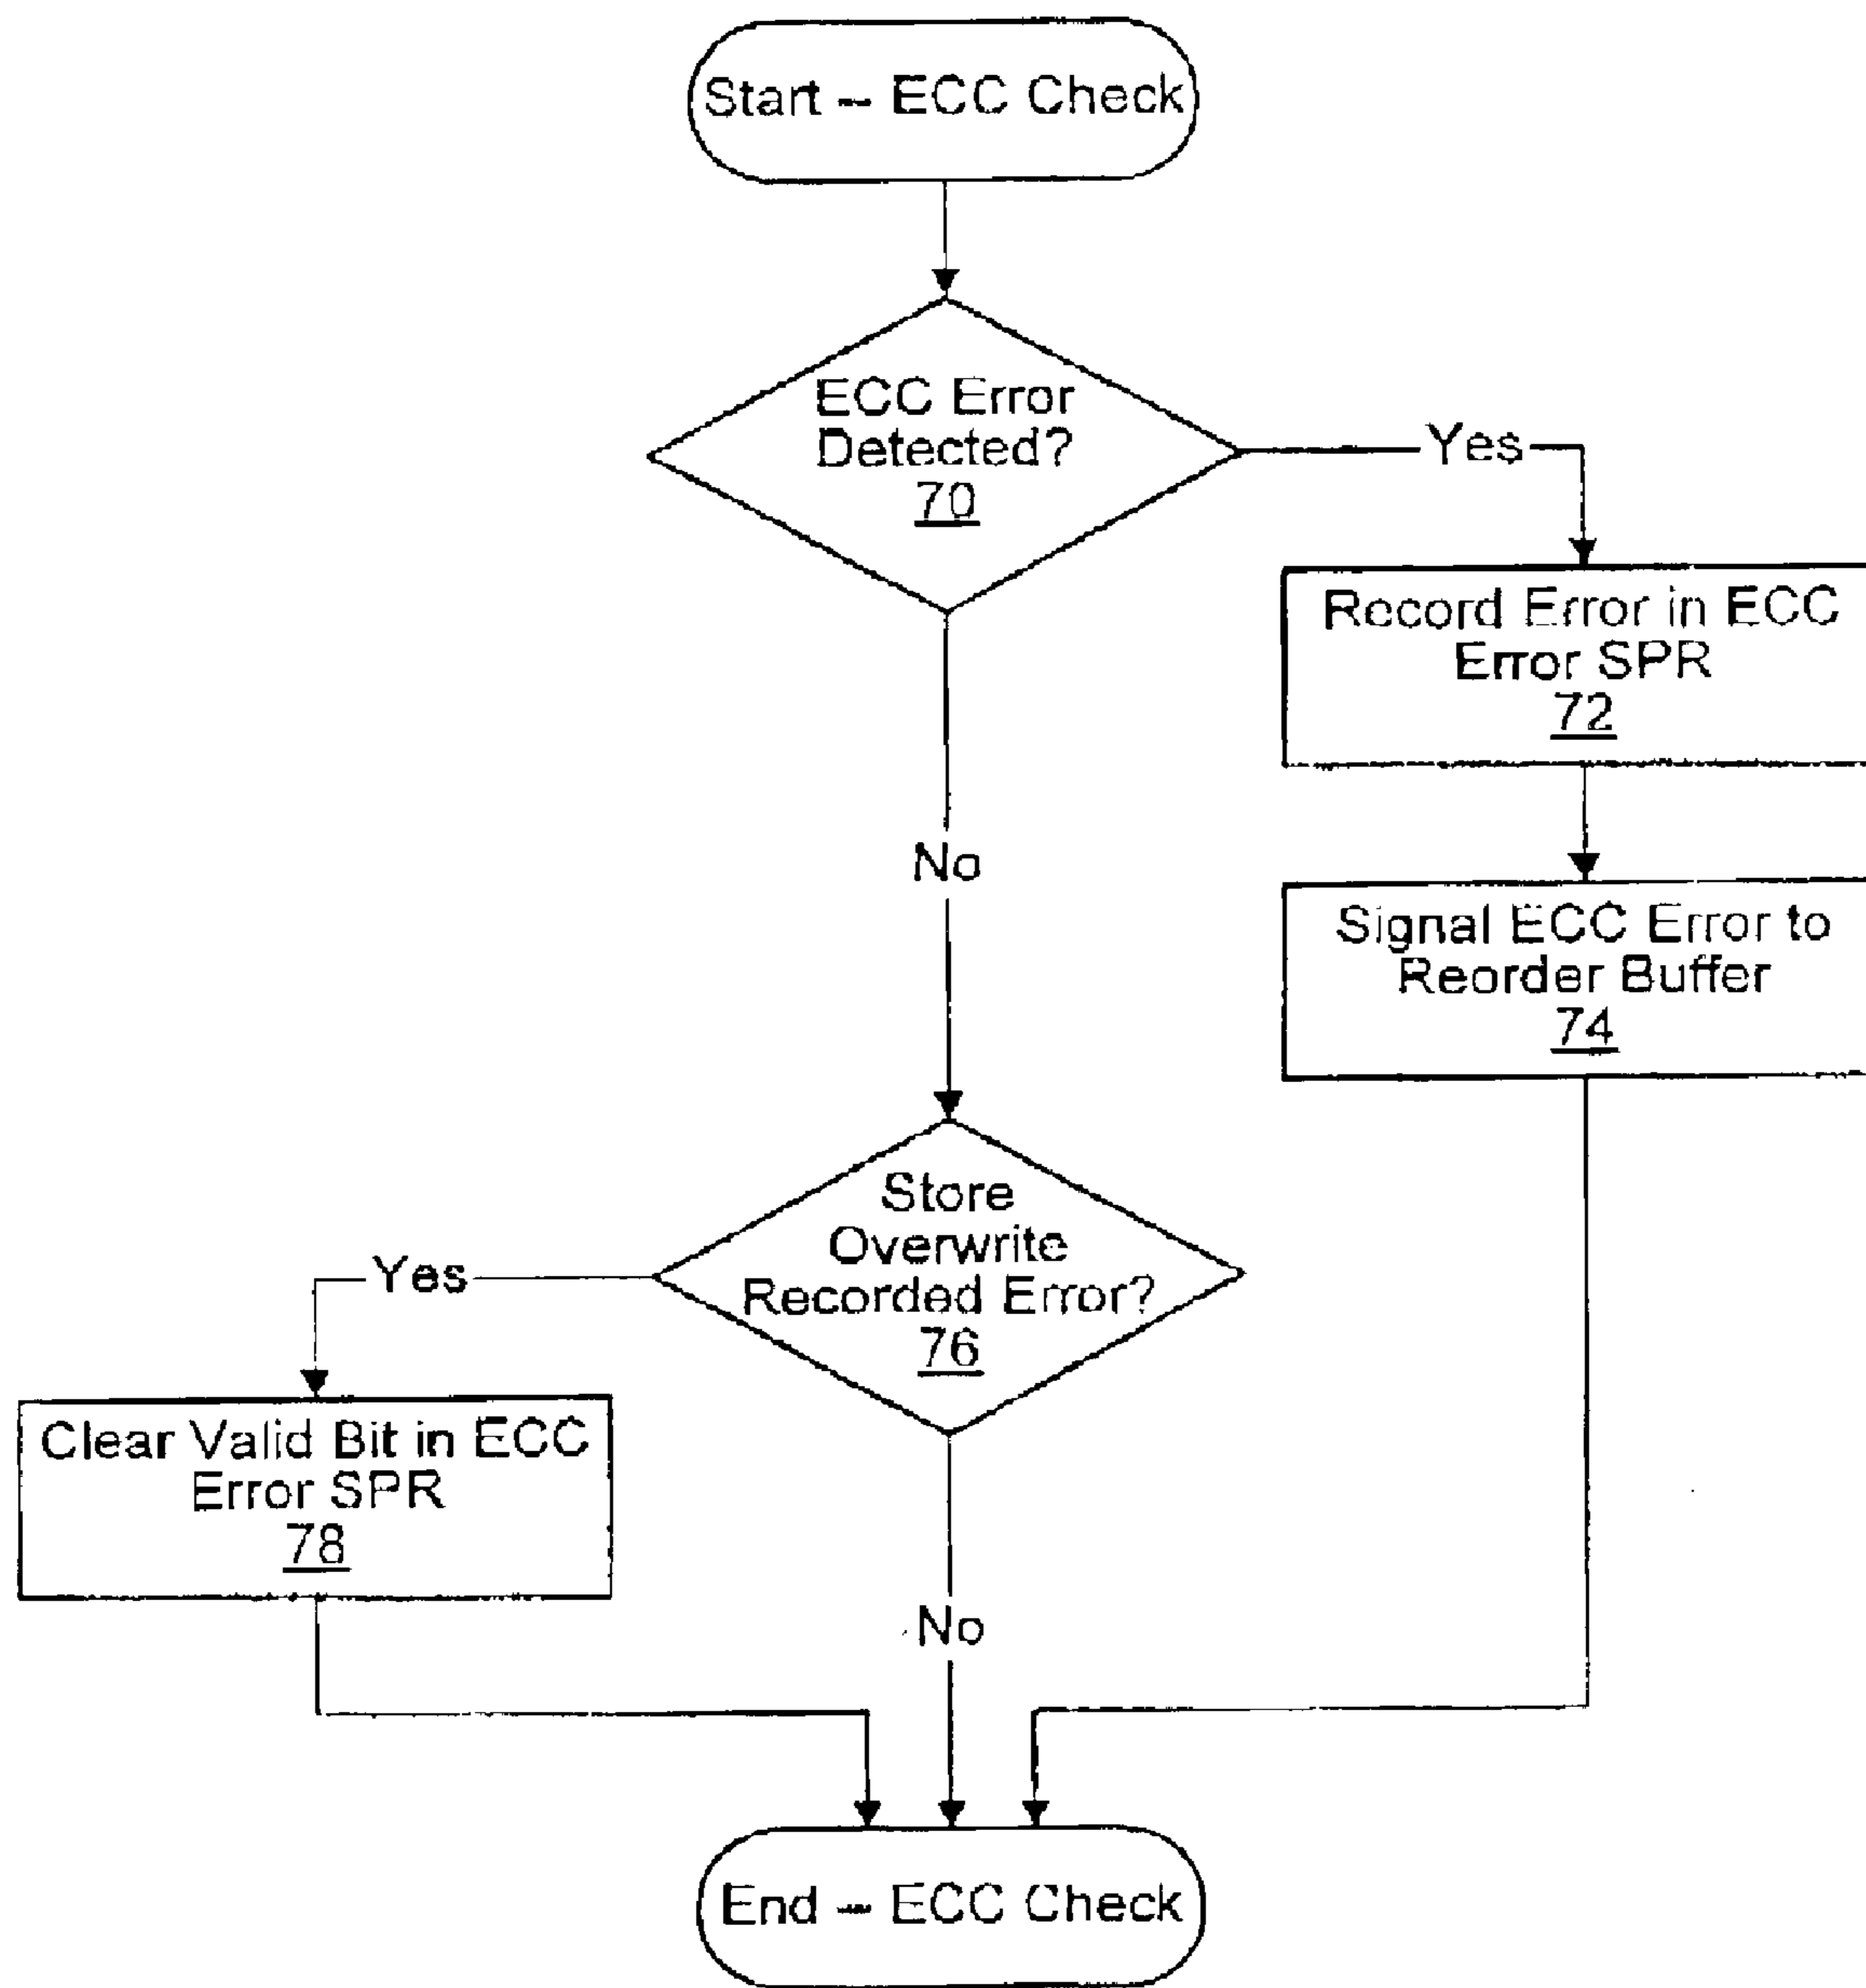 Start -- ECC Check
ECC Error
Detected?
70
Yes
Record Error in ECC
Error SPR
72
No
Signal ECC Error to
Reorder Buffer
74
Store
Overwrite
Recorded Error?
76
Yes
Clear Valid Bit in ECC
Error SPR
78
No
End -- ECC Check